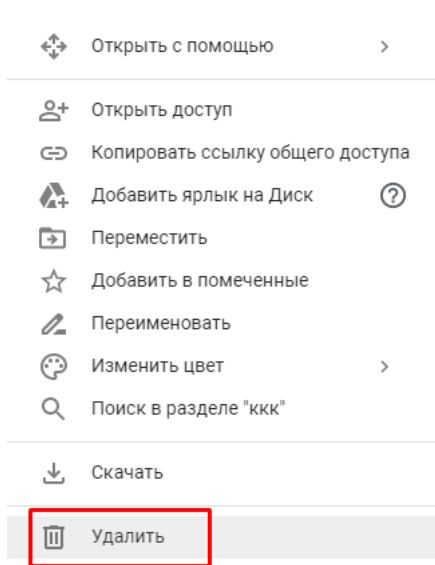 Открыть с помощью
Открыть доступ
Копировать ссылку общего доступа
Добавить ярлык на Диск
Переместить
Добавить в помеченные
Переименовать
Изменить цвет
Поиск в разделе "ккк"
Скачать
Удалить